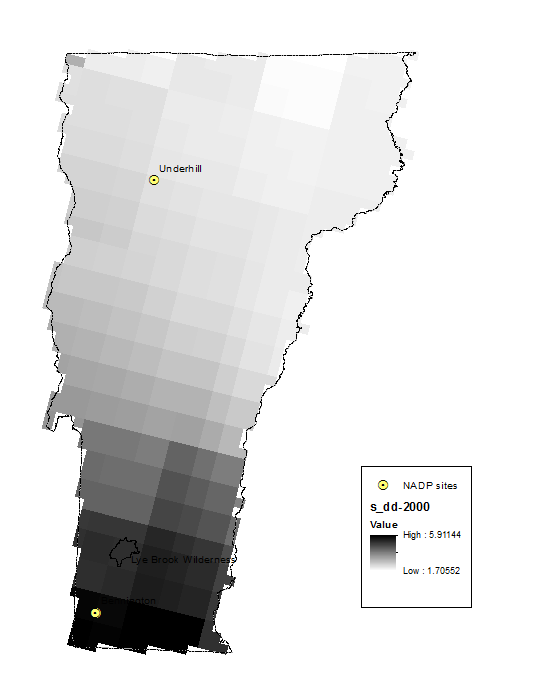 Underhill
NADP sites
s_dd-2000
Value
High : 5.91144
Low : 1.70552
Lye Brook Wilderness